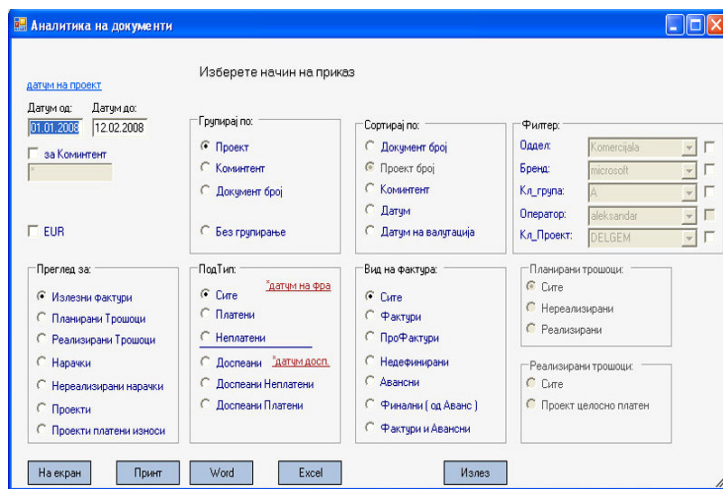 Аналитика на документи
Изберете начин на приказ
датум на проект
Датум од:
Датум до:
01.01.2008
12.02.2008
за Коминтент
*
EUR
Групирај по:
Проект
Коминтент
Документ број
Без групирање
Сортирај по:
Документ број
Проект број
Коминтент
Датум
Датум на валутација
Филтер:
Оддел:
Komercijala
Бренд:
microsoft
Кл_група:
A
Оператор:
aleksandar
Кл_Проект:
DELGEM
Преглед за:
Излезни фактури
Планирани Трошоци
Реализирани Трошоци
Нарачки
Нереализирани нарачки
Проекти
Проекти платени износи
ПодТип:
*датум на фра
Сите
Платени
Неплатени
Доспеани
*датум досп.
Доспеани Неплатени
Доспеани Платени
Вид на фактура:
Сите
Фактури
ПроФактури
Недефинирани
Авансни
Финални ( од Аванс )
Фактури и Авансни
Планирани трошоци:
Сите
Нереализирани
Реализирани
Реализирани трошоци:
Сите
Проект целосно платен
На екран
Принт
Word
Excel
Излез